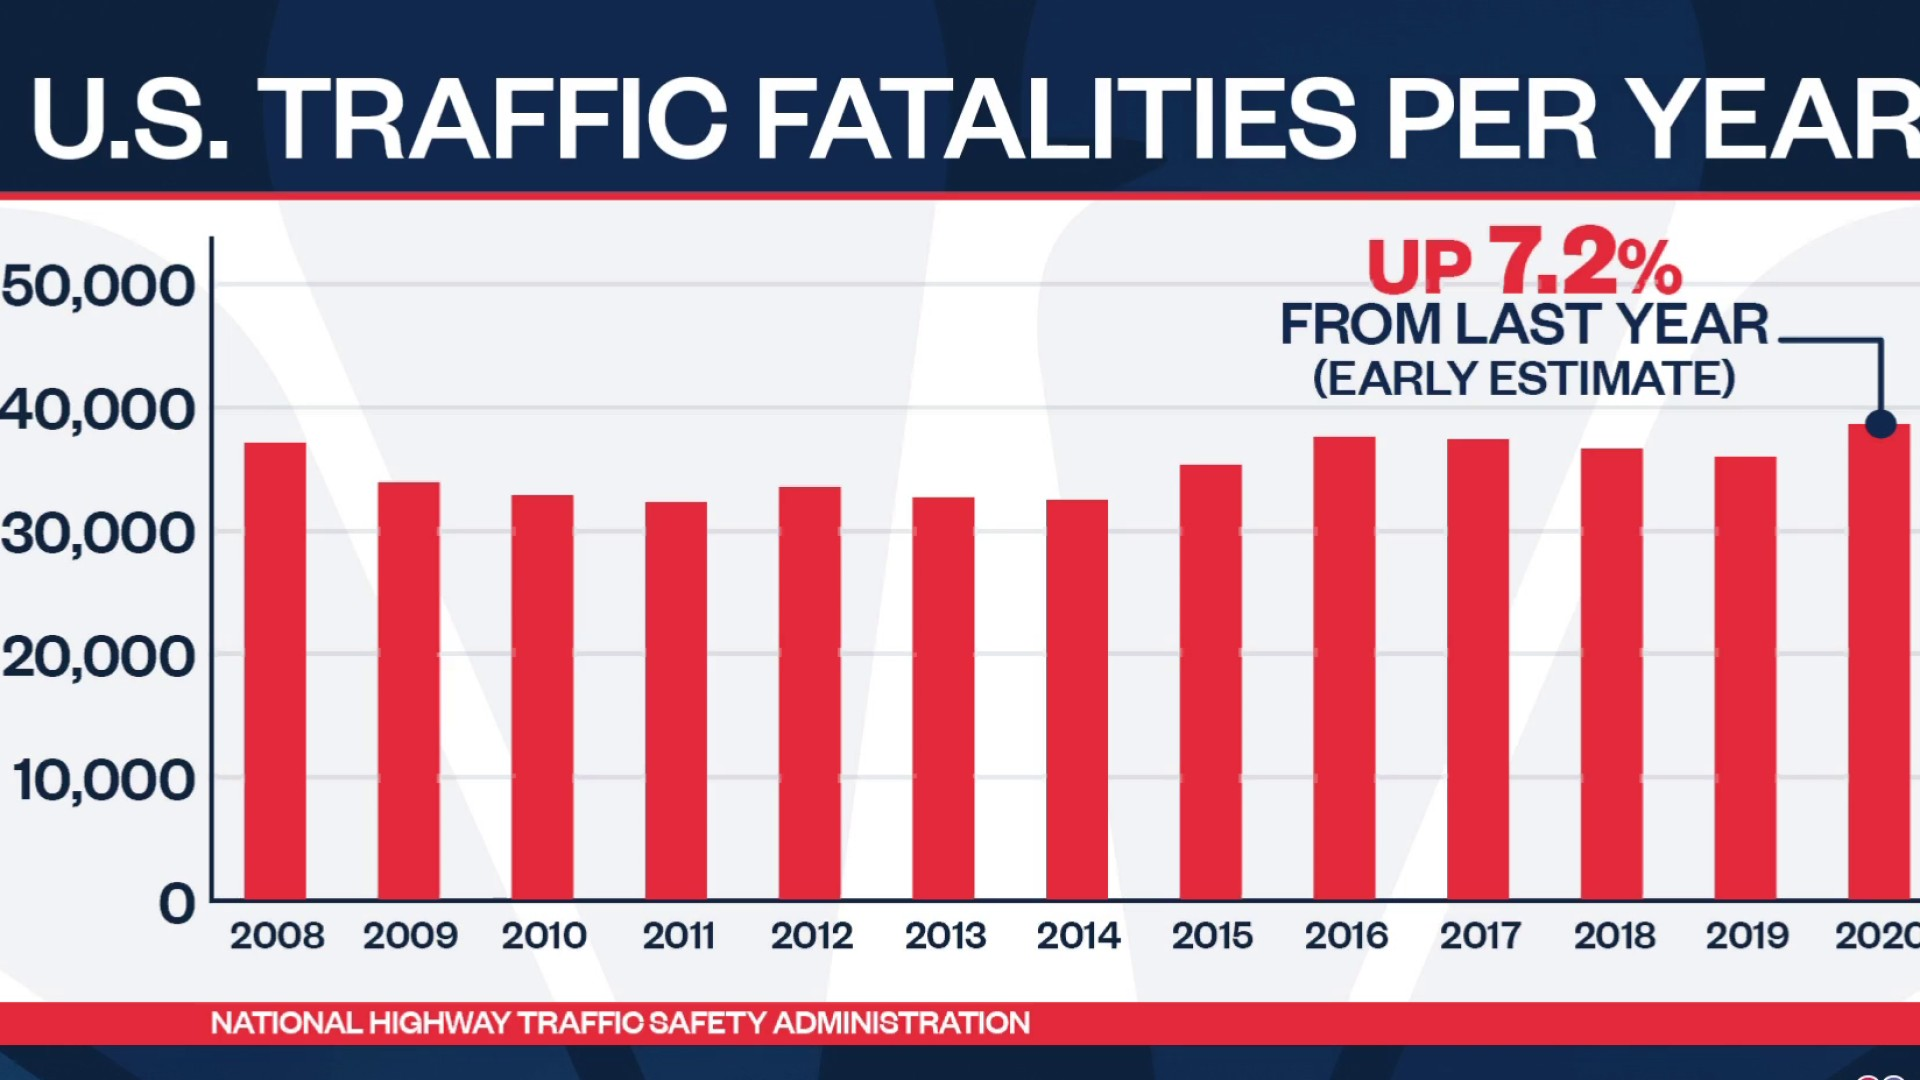 U.S. TRAFFIC FATALITIES PER YEAR
UP 7.2%
FROM LAST YEAR
(EARLY ESTIMATE)
50,000
40,000
30,000
20,000
10,000
0
2008 2009 2010 2011 2012 2013 2014 2015 2016 2017 2018 2019 2020
NATIONAL HIGHWAY TRAFFIC SAFETY ADMINISTRATION